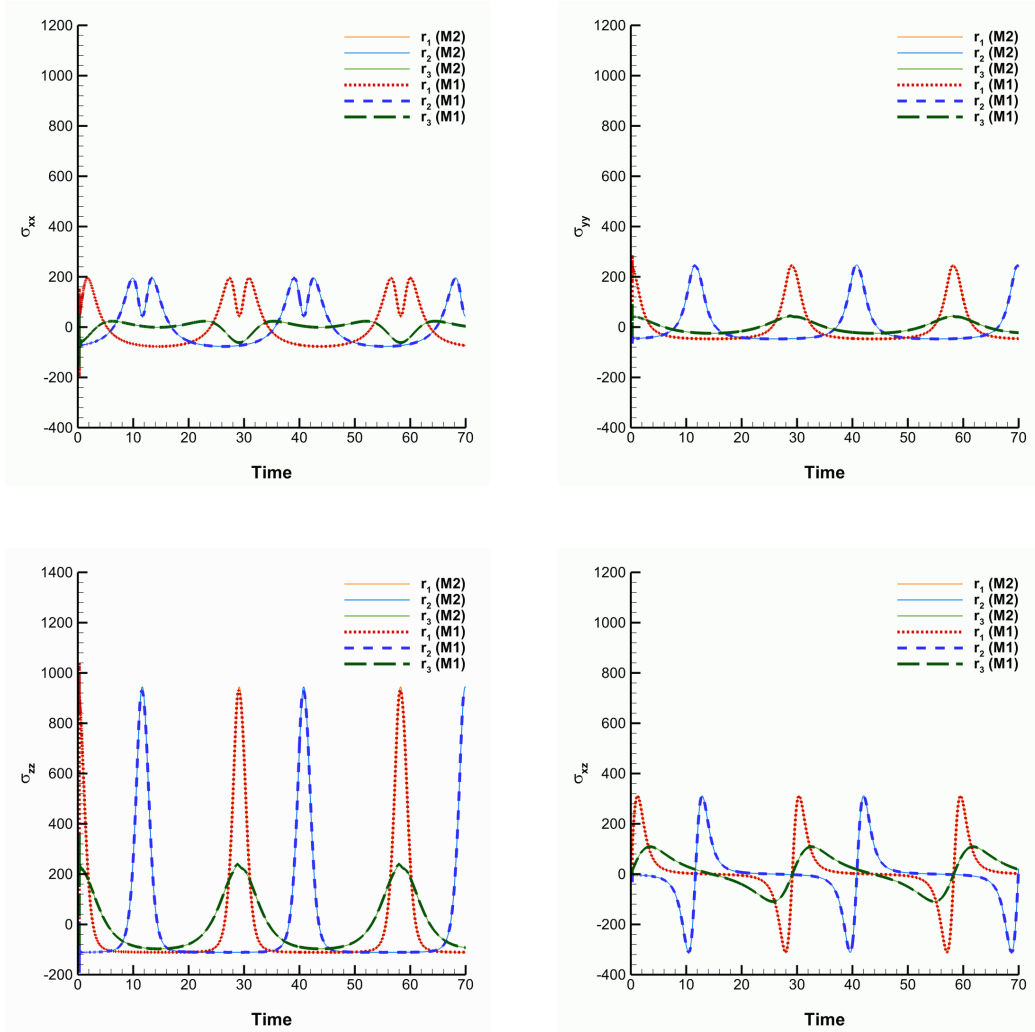 1200
1000
800
600
400
200
0
-200
-400
σxx
0 10 20 30 40 50 60 70
Time
r1 (M2)
r2 (M2)
r3 (M2)
r1 (M1)
r2 (M1)
r3 (M1)
1200
1000
800
600
400
200
0
-200
-400
σyy
0 10 20 30 40 50 60 70
Time
r1 (M2)
r2 (M2)
r3 (M2)
r1 (M1)
r2 (M1)
r3 (M1)
1400
1200
1000
800
600
400
200
0
-200
σzz
0 10 20 30 40 50 60 70
Time
r1 (M2)
r2 (M2)
r3 (M2)
r1 (M1)
r2 (M1)
r3 (M1)
1200
1000
800
600
400
200
0
-200
-400
σxz
0 10 20 30 40 50 60 70
Time
r1 (M2)
r2 (M2)
r3 (M2)
r1 (M1)
r2 (M1)
r3 (M1)